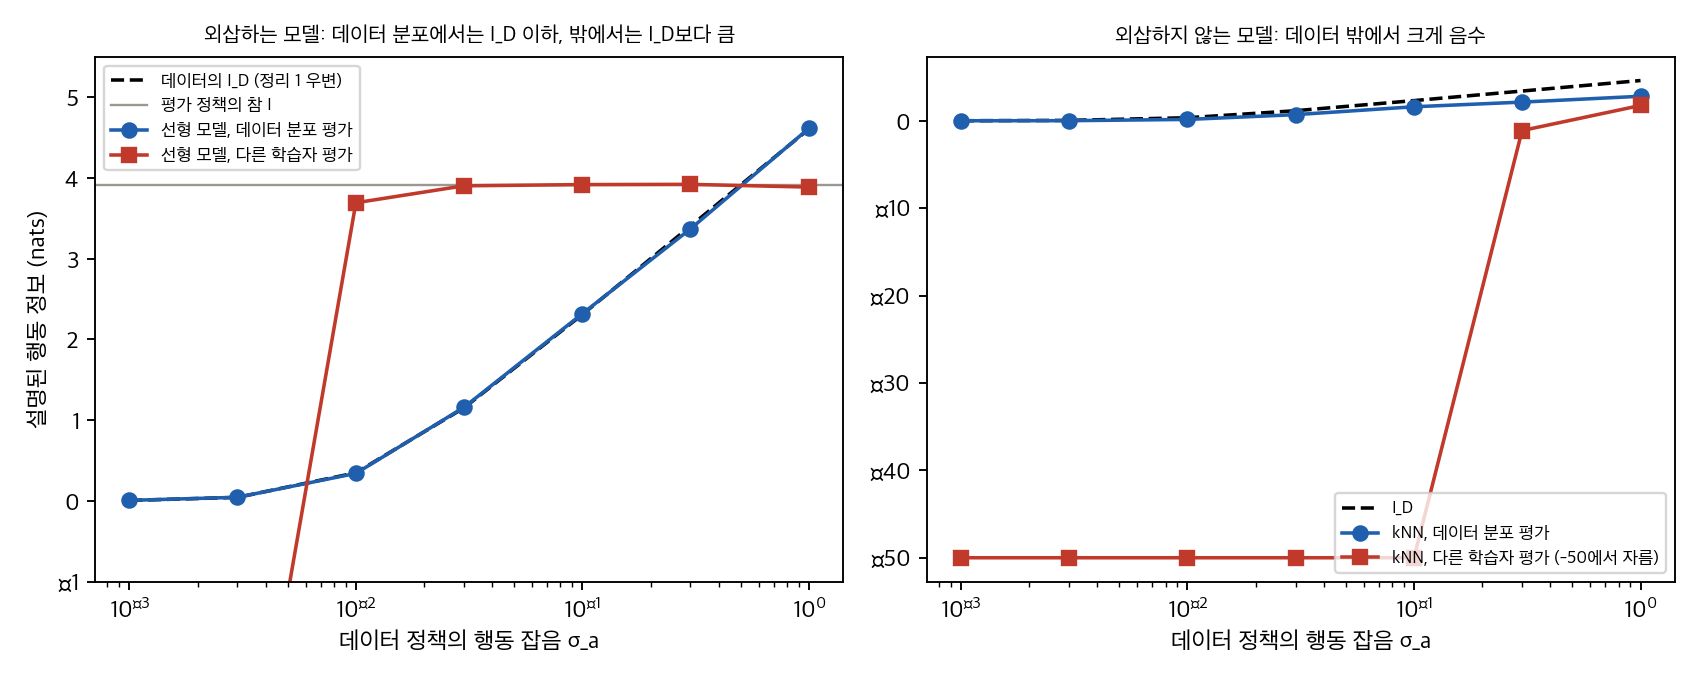 외삽하는 모델: 데이터 분포에서는 I_D 이하, 밖에서는 I_D보다 큼
데이터의 I_D (정리 1 우변)
평가 정책의 참 I
선형 모델, 데이터 분포 평가
선형 모델, 다른 학습자 평가
설명된 행동 정보 (nats)
5
4
3
2
1
0
¤1
10¤3
10¤2
10¤1
100
데이터 정책의 행동 잡음 σ_a
외삽하지 않는 모델: 데이터 밖에서 크게 음수
0
¤10
¤20
¤30
¤40
¤50
I_D
kNN, 데이터 분포 평가
kNN, 다른 학습자 평가 (-50에서 자름)
10¤3
10¤2
10¤1
100
데이터 정책의 행동 잡음 σ_a